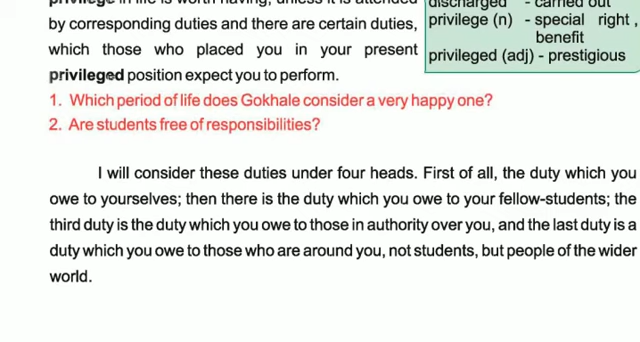 privilege in life is worth having, unless it is attended
by corresponding duties and there are certain duties,
which those who placed you in your present
privileged position expect you to perform.
discharged - carried out
privilege (n) - special right,
benefit
privileged (adj) - prestigious
1. Which period of life does Gokhale consider a very happy one?
2. Are students free of responsibilities?
I will consider these duties under four heads. First of all, the duty which you
owe to yourselves; then there is the duty which you owe to your fellow-students; the
third duty is the duty which you owe to those in authority over you, and the last duty is a
duty which you owe to those who are around you, not students, but people of the wider
world.